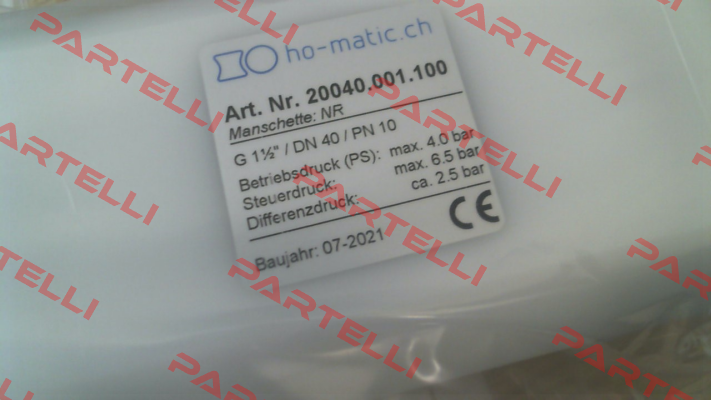 ho-matic.ch
Art. Nr. 20040.001.100
Manschette: NR
G 1½" / DN 40 / PN 10
Betriebsdruck (PS): max. 4.0 bar
Steuerdruck: max. 6.5 bar
Differenzdruck: ca. 2.5 bar
CE
Baujahr: 07-2021
PARTELLI
PARTELLI
PARTELLI
PARTELLI
PARTELLI
PARTELLI
PARTELLI
PARTELLI
PARTELLI
PARTELLI
PARTELLI
PARTELLI